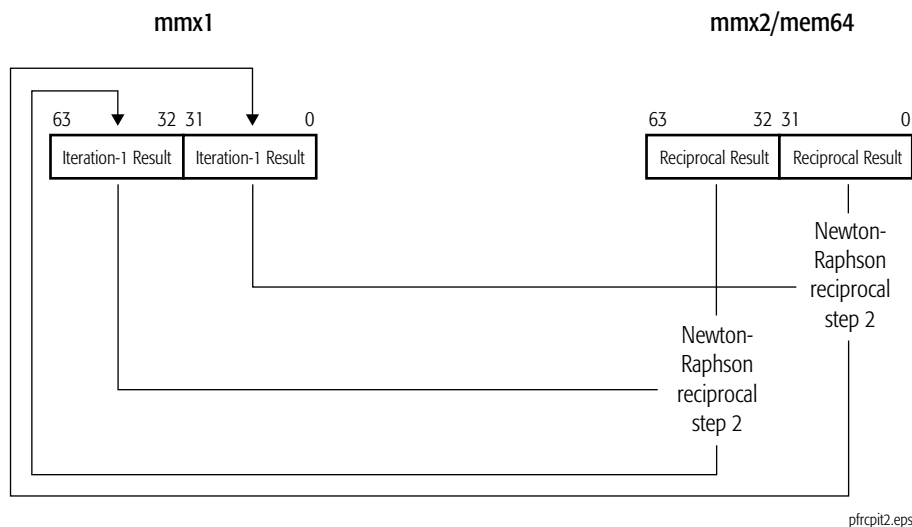 mmx1 mmx2/mem64
63 32 31 0 63 32 31 0
Iteration-1 Result Iteration-1 Result Reciprocal Result Reciprocal Result
Newton-
Raphson
reciprocal
step 2
Newton-
Raphson
reciprocal
step 2
pfrcpit2.eps